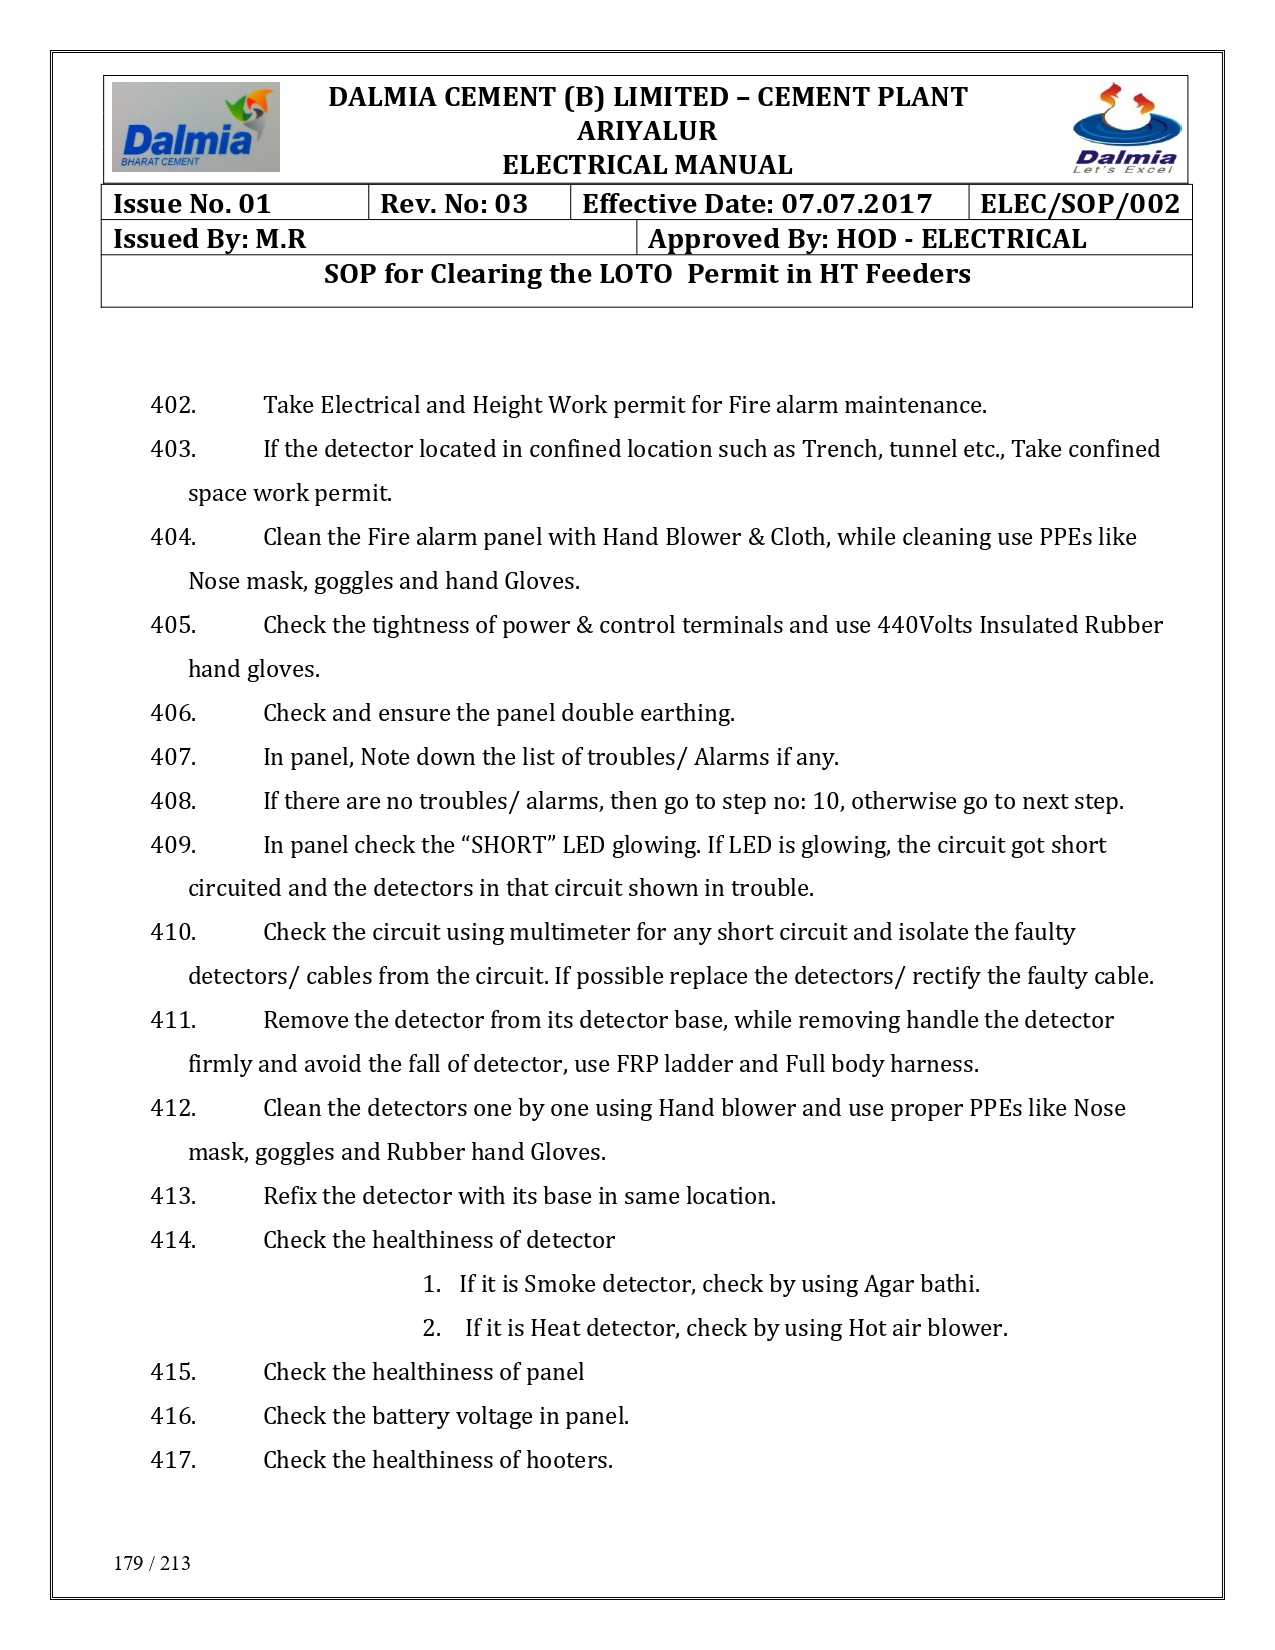 Dalmia
BHARAT CEMENT
DALMIA CEMENT (B) LIMITED – CEMENT PLANT
ARIYALUR
ELECTRICAL MANUAL
Dalmia
Let's Excel
Issue No. 01 Rev. No: 03 Effective Date: 07.07.2017 ELEC/SOP/002
Issued By: M.R Approved By: HOD - ELECTRICAL
SOP for Clearing the LOTO  Permit in HT Feeders
402. Take Electrical and Height Work permit for Fire alarm maintenance.
403. If the detector located in confined location such as Trench, tunnel etc., Take confined
space work permit.
404. Clean the Fire alarm panel with Hand Blower & Cloth, while cleaning use PPEs like
Nose mask, goggles and hand Gloves.
405. Check the tightness of power & control terminals and use 440Volts Insulated Rubber
hand gloves.
406. Check and ensure the panel double earthing.
407. In panel, Note down the list of troubles/ Alarms if any.
408. If there are no troubles/ alarms, then go to step no: 10, otherwise go to next step.
409. In panel check the “SHORT” LED glowing. If LED is glowing, the circuit got short
circuited and the detectors in that circuit shown in trouble.
410. Check the circuit using multimeter for any short circuit and isolate the faulty
detectors/ cables from the circuit. If possible replace the detectors/ rectify the faulty cable.
411. Remove the detector from its detector base, while removing handle the detector
firmly and avoid the fall of detector, use FRP ladder and Full body harness.
412. Clean the detectors one by one using Hand blower and use proper PPEs like Nose
mask, goggles and Rubber hand Gloves.
413. Refix the detector with its base in same location.
414. Check the healthiness of detector
1. If it is Smoke detector, check by using Agar bathi.
2. If it is Heat detector, check by using Hot air blower.
415. Check the healthiness of panel
416. Check the battery voltage in panel.
417. Check the healthiness of hooters.
179 / 213